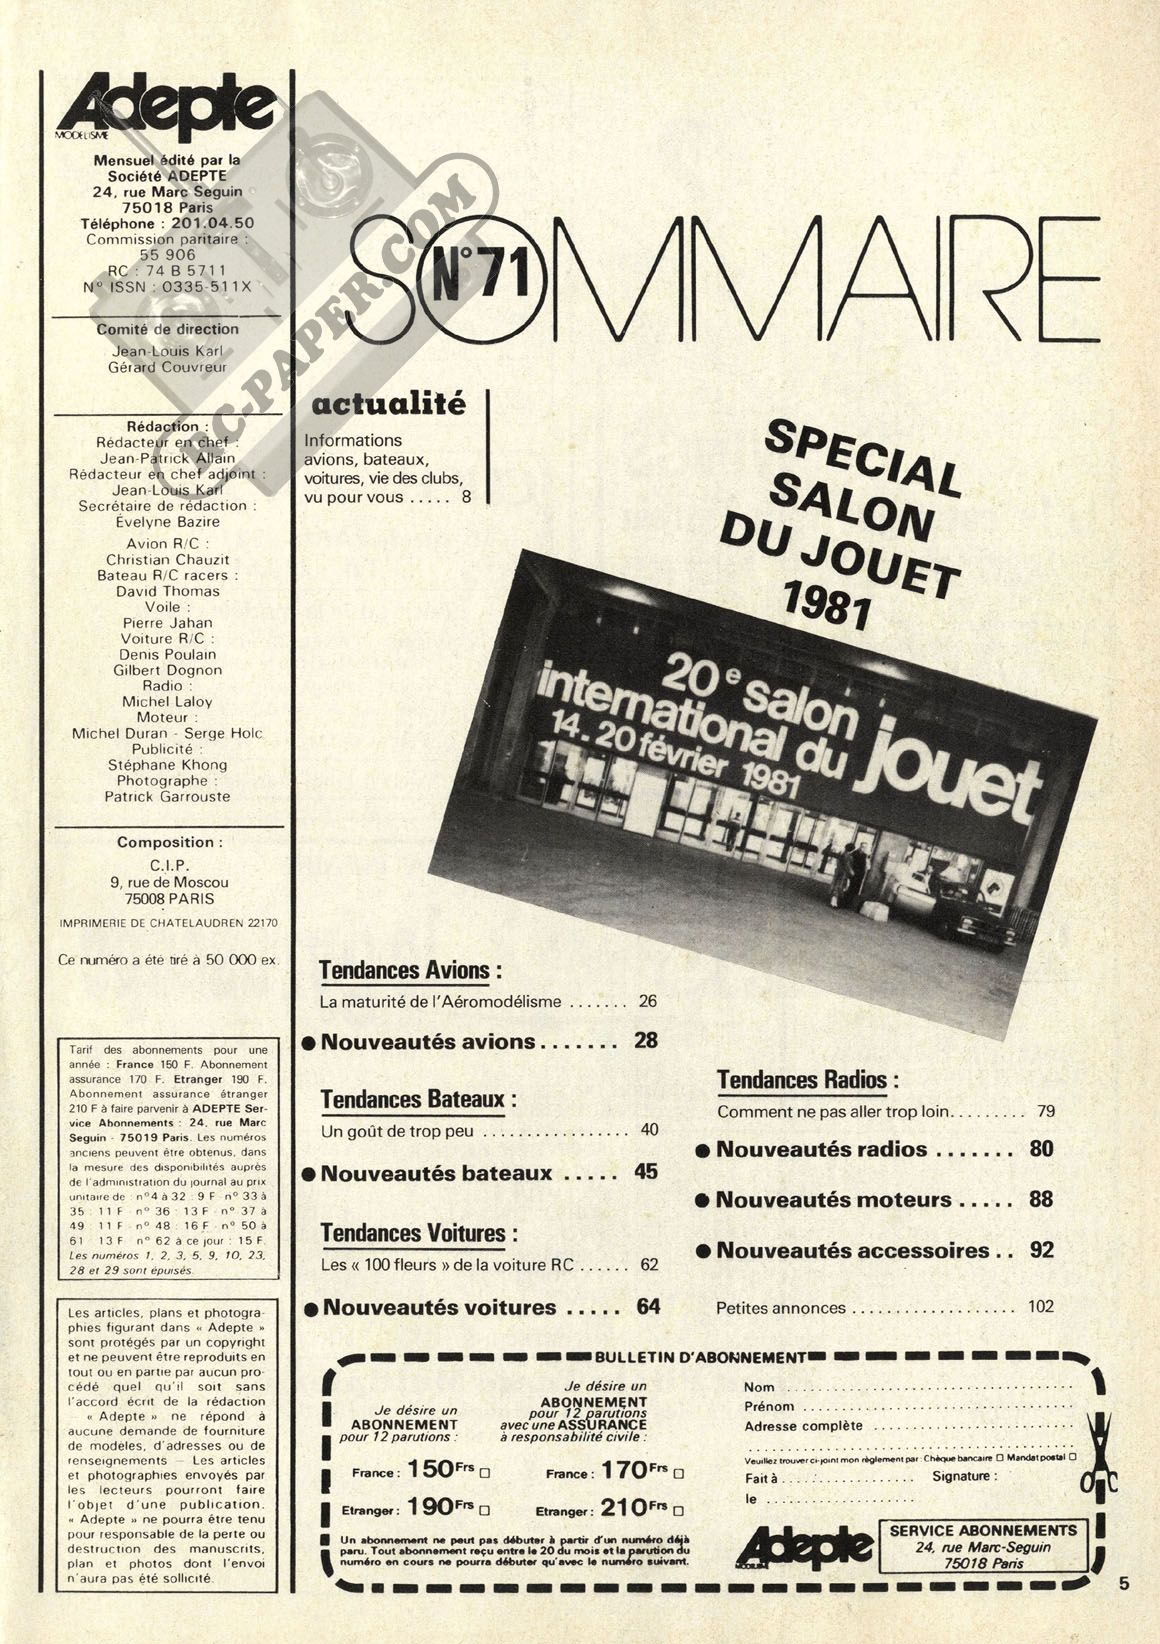 Adepte
MODELISME
Mensuel édité par la
Société ADEPTE
24, rue Marc Seguin
75018 Paris
Téléphone : 201.04.50
Commission paritaire :
55 906
RC : 74 B 5711
N° ISSN : 0335-511X
Comité de direction
Jean-Louis Karl
Gérard Couvreur
Rédaction :
Rédacteur en chef :
Jean-Patrick Allain
Rédacteur en chef adjoint :
Jean-Louis Karl
Secrétaire de rédaction :
Évelyne Bazire
Avion R/C :
Christian Chauzit
Bateau R/C racers :
David Thomas
Voile :
Pierre Jahan
Voiture R/C :
Denis Poulain
Gilbert Dognon
Radio :
Michel Laloy
Moteur :
Michel Duran - Serge Holc
Publicité :
Stéphane Khong
Photographe :
Patrick Garrouste
Composition :
C.I.P.
9, rue de Moscou
75008 PARIS
IMPRIMERIE DE CHATELAUDREN 22170
Ce numéro a été tiré à 50 000 ex.
Tarif des abonnements pour une
année : France 150 F. Abonnement
assurance 170 F. Etranger 190 F.
Abonnement assurance étranger
210 F à faire parvenir à ADEPTE Ser-
vice Abonnements : 24, rue Marc
Seguin - 75019 Paris. Les numéros
anciens peuvent être obtenus, dans
la mesure des disponibilités auprès
de l'administration du journal au prix
unitaire de : n°4 à 32 : 9 F - n° 33 à
35 : 11 F - n° 36 : 13 F - n° 37 à
49 : 11 F - n° 48 : 16 F - n° 50 à
61 13 F - n° 62 à ce jour : 15 F.
Les numéros 1, 2, 3, 5, 9, 10, 23,
28 et 29 sont épuisés.
Les articles, plans et photogra-
phies figurant dans « Adepte »
sont protégés par un copyright
et ne peuvent être reproduits en
tout ou en partie par aucun pro-
cédé quel qu'il soit sans
l'accord écrit de la rédaction
— « Adepte » ne répond à
aucune demande de fourniture
de modèles, d'adresses ou de
renseignements — Les articles
et photographies envoyés par
les lecteurs pourront faire
l'objet d'une publication.
« Adepte » ne pourra être tenu
pour responsable de la perte ou
destruction des manuscrits,
plan et photos dont l'envoi
n'aura pas été sollicité.
RC-PAPER.COM
SOMMAIRE
N°71
actualité
Informations
avions, bateaux,
voitures, vie des clubs,
vu pour vous ..... 8
SPECIAL
SALON
DU JOUET
1981
20e salon
international du jouet
14.20 février 1981
Tendances Avions :
La maturité de l'Aéromodélisme ....... 26
● Nouveautés avions ....... 28
Tendances Bateaux :
Un goût de trop peu .................. 40
● Nouveautés bateaux ..... 45
Tendances Voitures :
Les « 100 fleurs » de la voiture RC ...... 62
● Nouveautés voitures ..... 64
Tendances Radios :
Comment ne pas aller trop loin ......... 79
● Nouveautés radios ....... 80
● Nouveautés moteurs ..... 88
● Nouveautés accessoires .. 92
Petites annonces ................... 102
BULLETIN D'ABONNEMENT
Je désire un
ABONNEMENT
pour 12 parutions :
France : 150 Frs □
Etranger : 190 Frs □
Je désire un
ABONNEMENT
pour 12 parutions
avec une ASSURANCE
à responsabilité civile :
France : 170 Frs □
Etranger : 210 Frs □
Un abonnement ne peut pas débuter à partir d'un numéro déjà
paru. Tout abonnement reçu entre le 20 du mois et la parution du
numéro en cours ne pourra débuter qu'avec le numéro suivant.
Nom
Prénom
Adresse complète
Veuillez trouver ci-joint mon règlement par : Chèque bancaire □ Mandat postal □
Fait à ................ Signature :
le
Adepte
MODELISME
SERVICE ABONNEMENTS
24, rue Marc-Seguin
75018 Paris
5